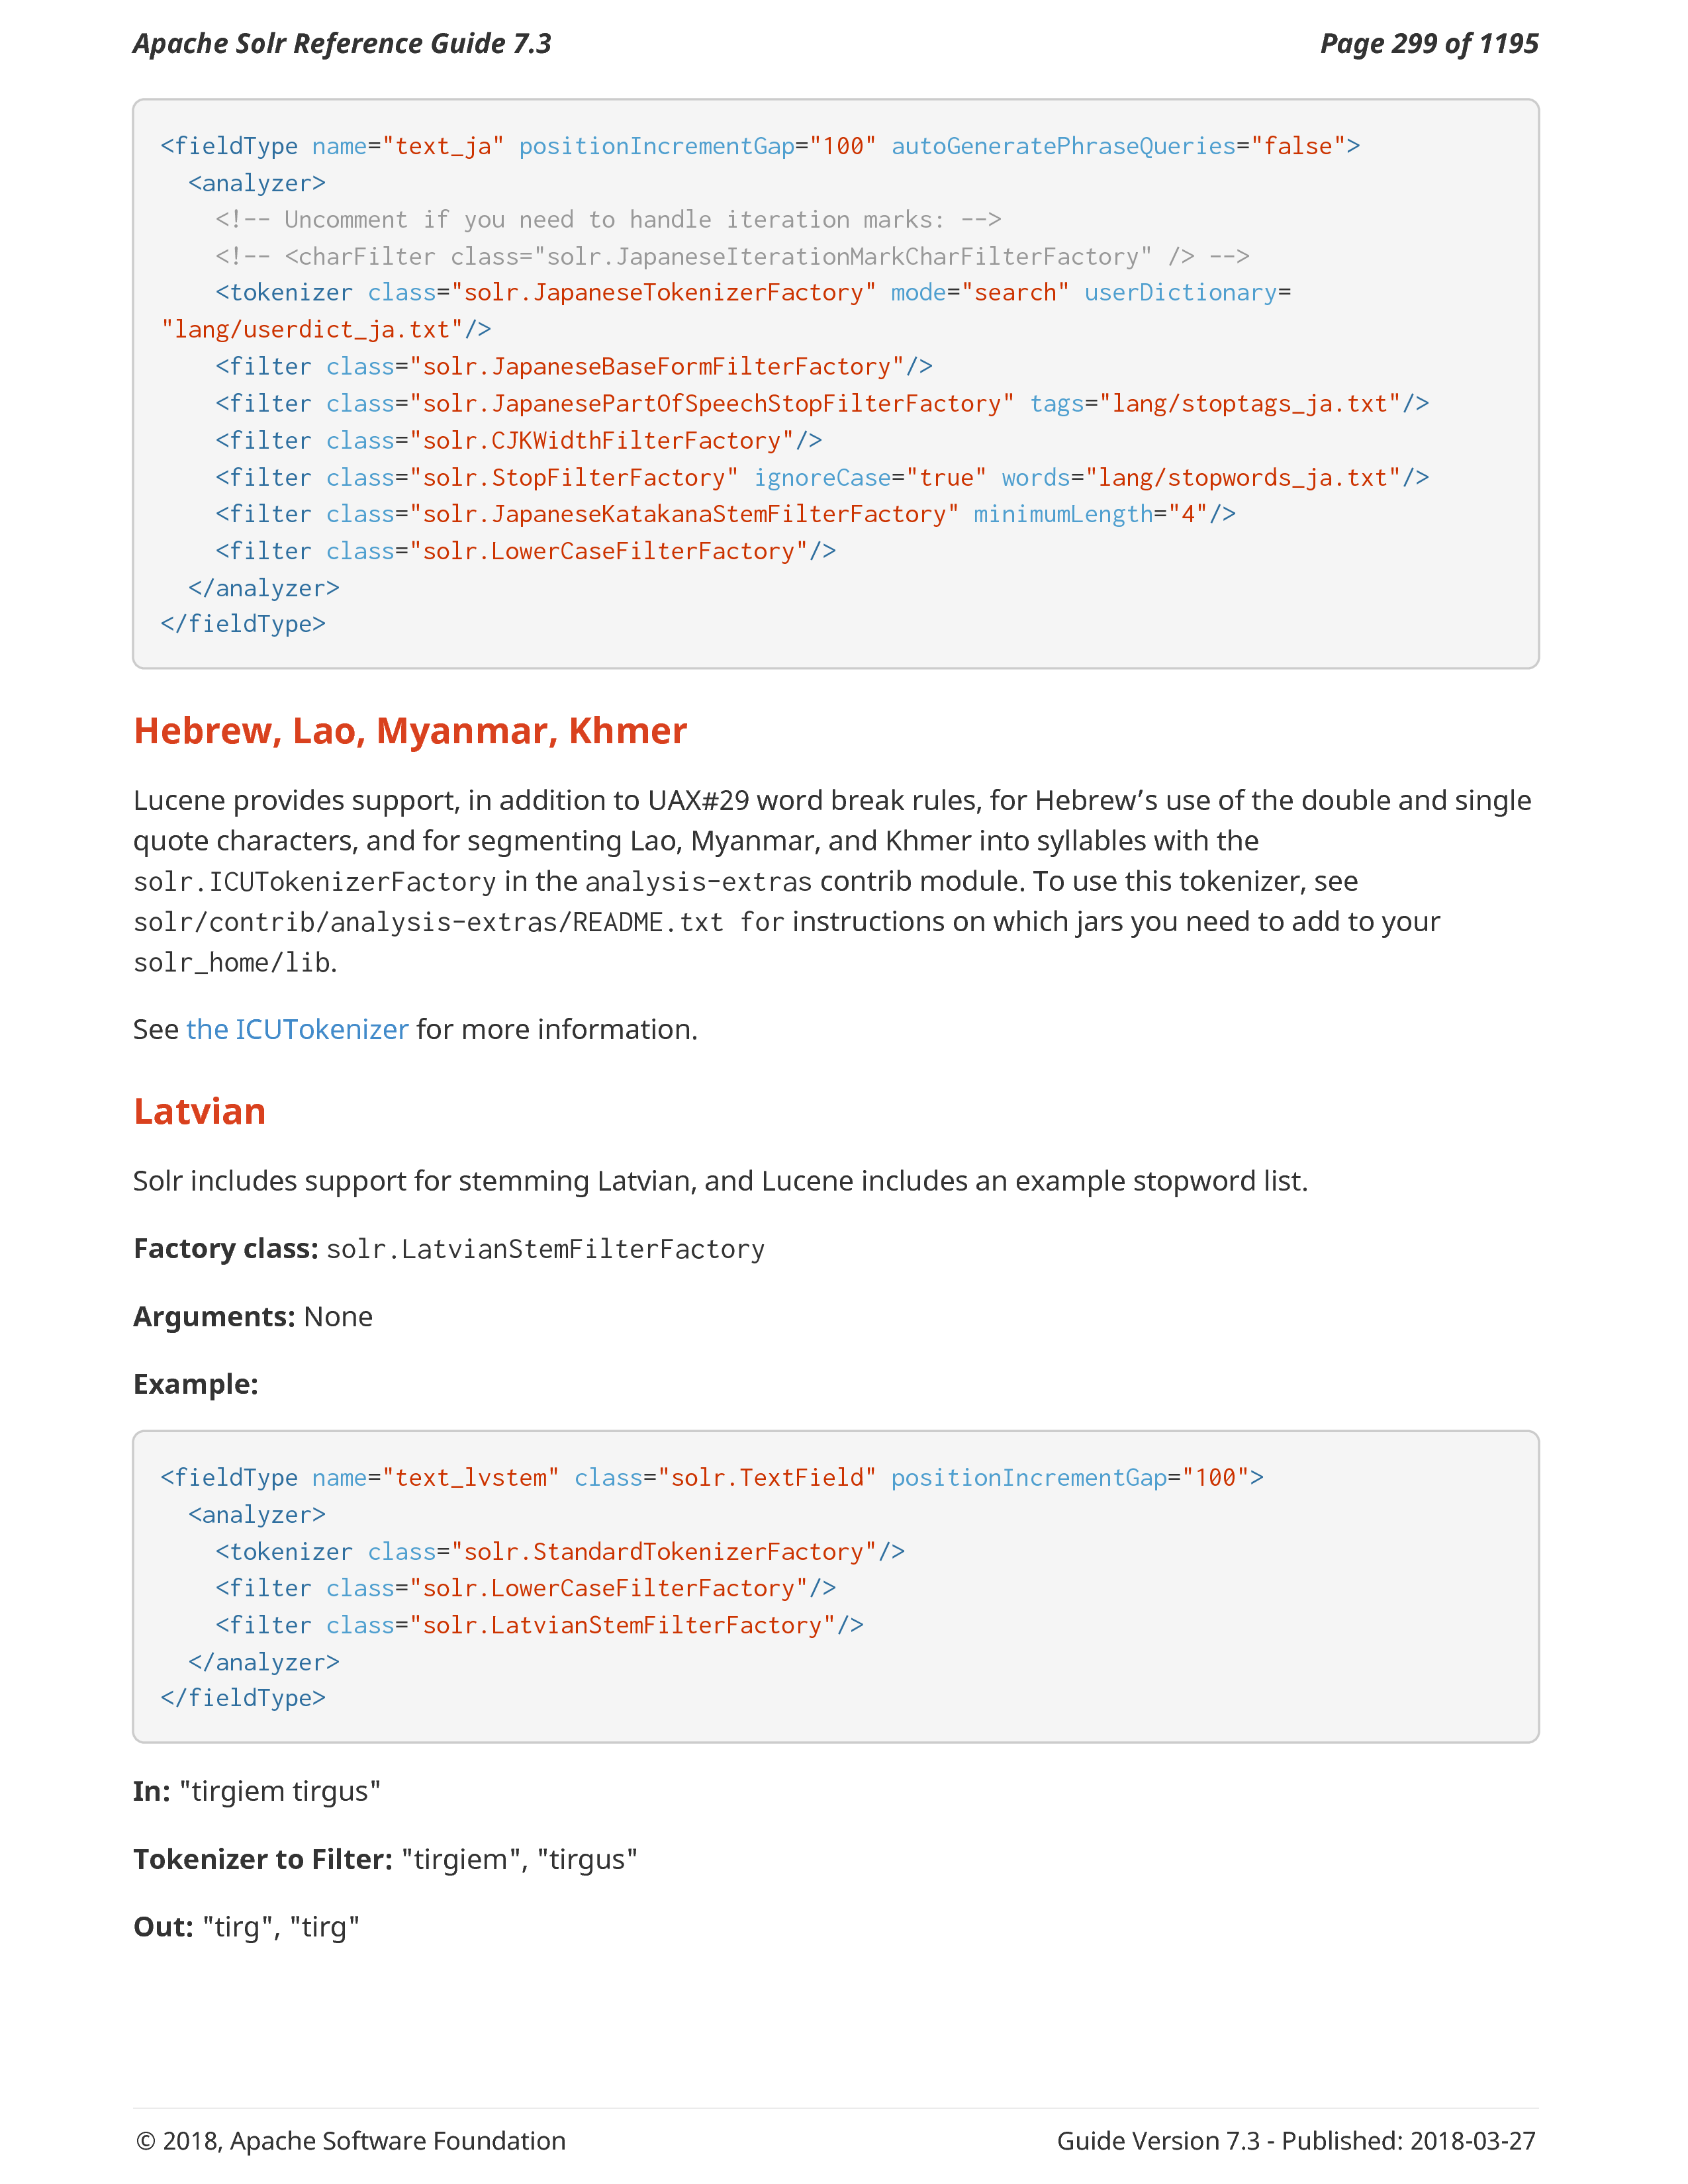 Apache Solr Reference Guide 7.3 Page 299 of 1195
<fieldType name="text_ja" positionIncrementGap="100" autoGeneratePhraseQueries="false">
  <analyzer>
    <!-- Uncomment if you need to handle iteration marks: -->
    <!-- <charFilter class="solr.JapaneseIterationMarkCharFilterFactory" /> -->
    <tokenizer class="solr.JapaneseTokenizerFactory" mode="search" userDictionary=
"lang/userdict_ja.txt"/>
    <filter class="solr.JapaneseBaseFormFilterFactory"/>
    <filter class="solr.JapanesePartOfSpeechStopFilterFactory" tags="lang/stoptags_ja.txt"/>
    <filter class="solr.CJKWidthFilterFactory"/>
    <filter class="solr.StopFilterFactory" ignoreCase="true" words="lang/stopwords_ja.txt"/>
    <filter class="solr.JapaneseKatakanaStemFilterFactory" minimumLength="4"/>
    <filter class="solr.LowerCaseFilterFactory"/>
  </analyzer>
</fieldType>
Hebrew, Lao, Myanmar, Khmer
Lucene provides support, in addition to UAX#29 word break rules, for Hebrew’s use of the double and single
quote characters, and for segmenting Lao, Myanmar, and Khmer into syllables with the
solr.ICUTokenizerFactory in the analysis-extras contrib module. To use this tokenizer, see
solr/contrib/analysis-extras/README.txt for instructions on which jars you need to add to your
solr_home/lib.
See the ICUTokenizer for more information.
Latvian
Solr includes support for stemming Latvian, and Lucene includes an example stopword list.
Factory class: solr.LatvianStemFilterFactory
Arguments: None
Example:
<fieldType name="text_lvstem" class="solr.TextField" positionIncrementGap="100">
  <analyzer>
    <tokenizer class="solr.StandardTokenizerFactory"/>
    <filter class="solr.LowerCaseFilterFactory"/>
    <filter class="solr.LatvianStemFilterFactory"/>
  </analyzer>
</fieldType>
In: "tirgiem tirgus"
Tokenizer to Filter: "tirgiem", "tirgus"
Out: "tirg", "tirg"
© 2018, Apache Software Foundation Guide Version 7.3 - Published: 2018-03-27